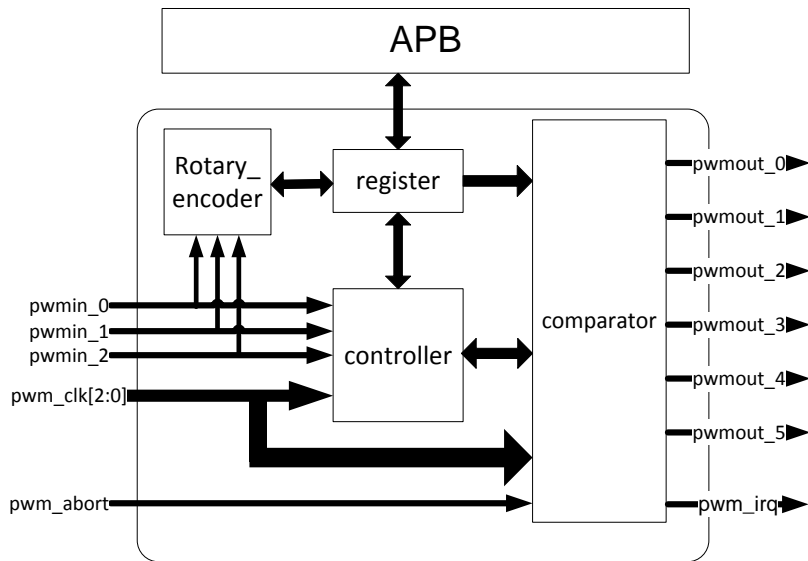 APB
Rotary_
encoder
register
comparator
controller
pwmin_0
pwmin_1
pwmin_2
pwm_clk[2:0]
pwm_abort
pwmout_0
pwmout_1
pwmout_2
pwmout_3
pwmout_4
pwmout_5
pwm_irq